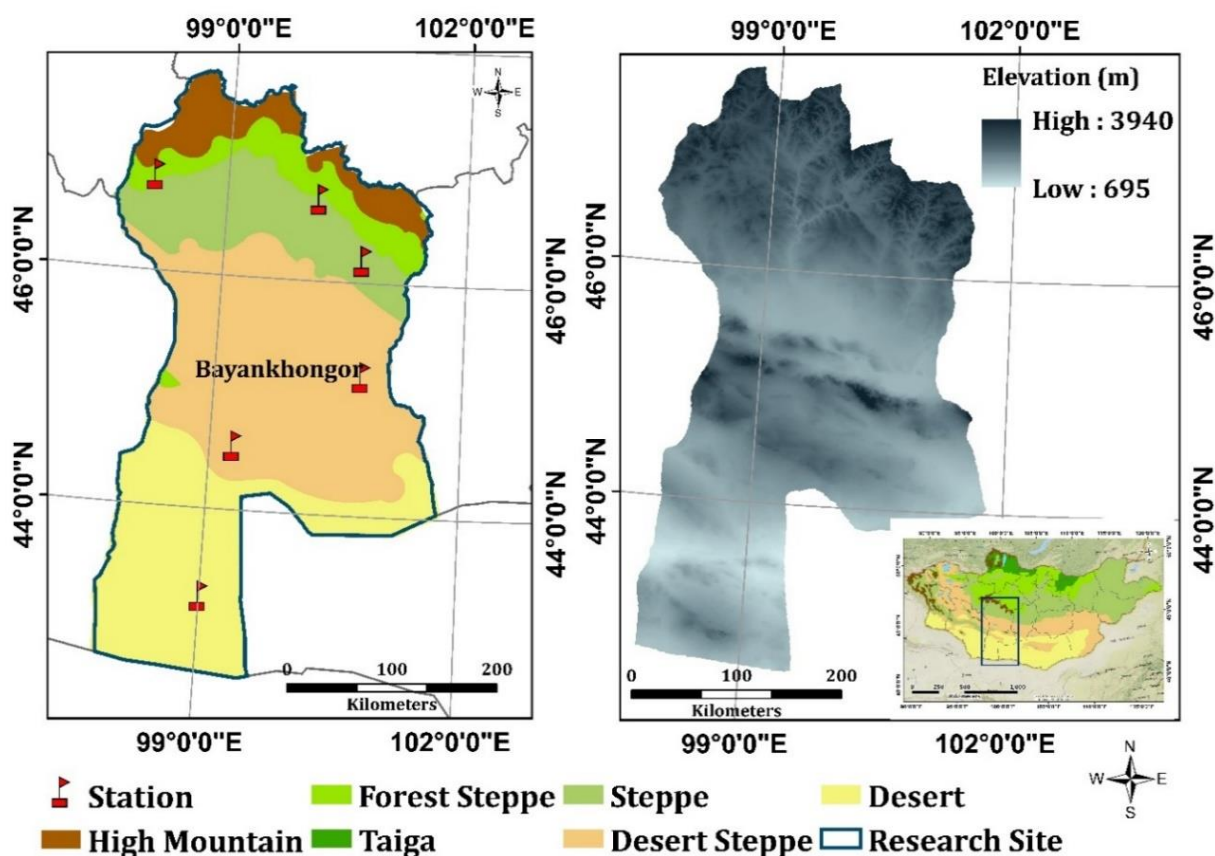 99°0'0"E
102°0'0"E
99°0'0"E
102°0'0"E
N
W E
S
Elevation (m)
High : 3940
Low : 695
46°0'0"N
46°0'0"N
46°0'0"N
46°0'0"N
Bayankhongor
44°0'0"N
44°0'0"N
44°0'0"N
44°0'0"N
0 100 200
Kilometers
0 100 200
Kilometers
99°0'0"E
102°0'0"E
99°0'0"E
102°0'0"E
N
W E
S
Station
Forest Steppe
Steppe
Desert
High Mountain
Taiga
Desert Steppe
Research Site